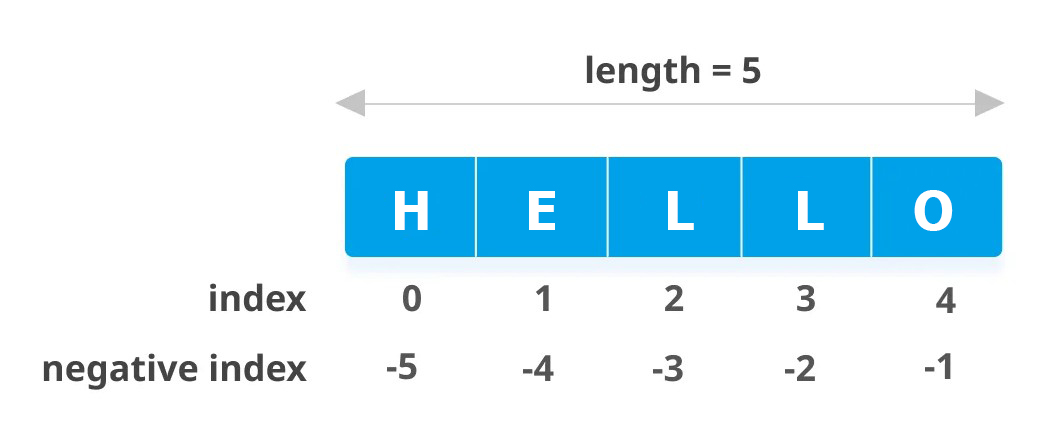 length = 5
H E L L O
index 0 1 2 3 4
negative index -5 -4 -3 -2 -1